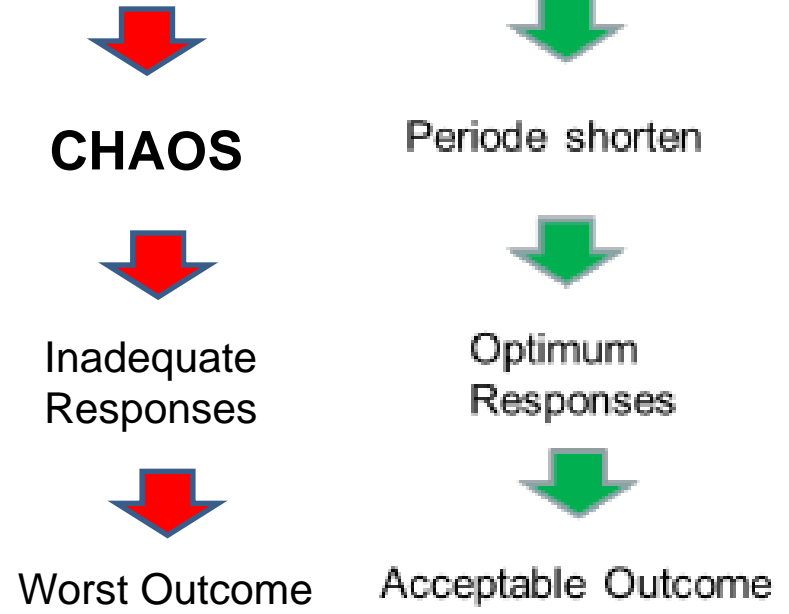 CHAOS
Periode shorten
Inadequate
Responses
Optimum
Responses
Worst Outcome
Acceptable Outcome